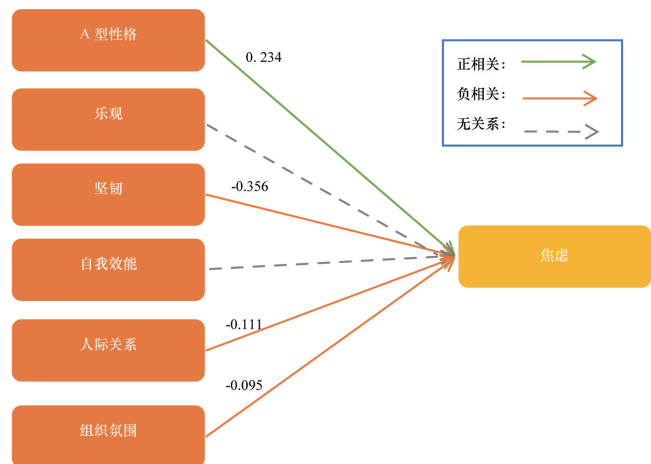 A 型性格
0. 234
正相关：
负相关：
无关系：
乐观
坚韧
-0.356
自我效能
焦虑
人际关系
-0.111
-0.095
组织氛围